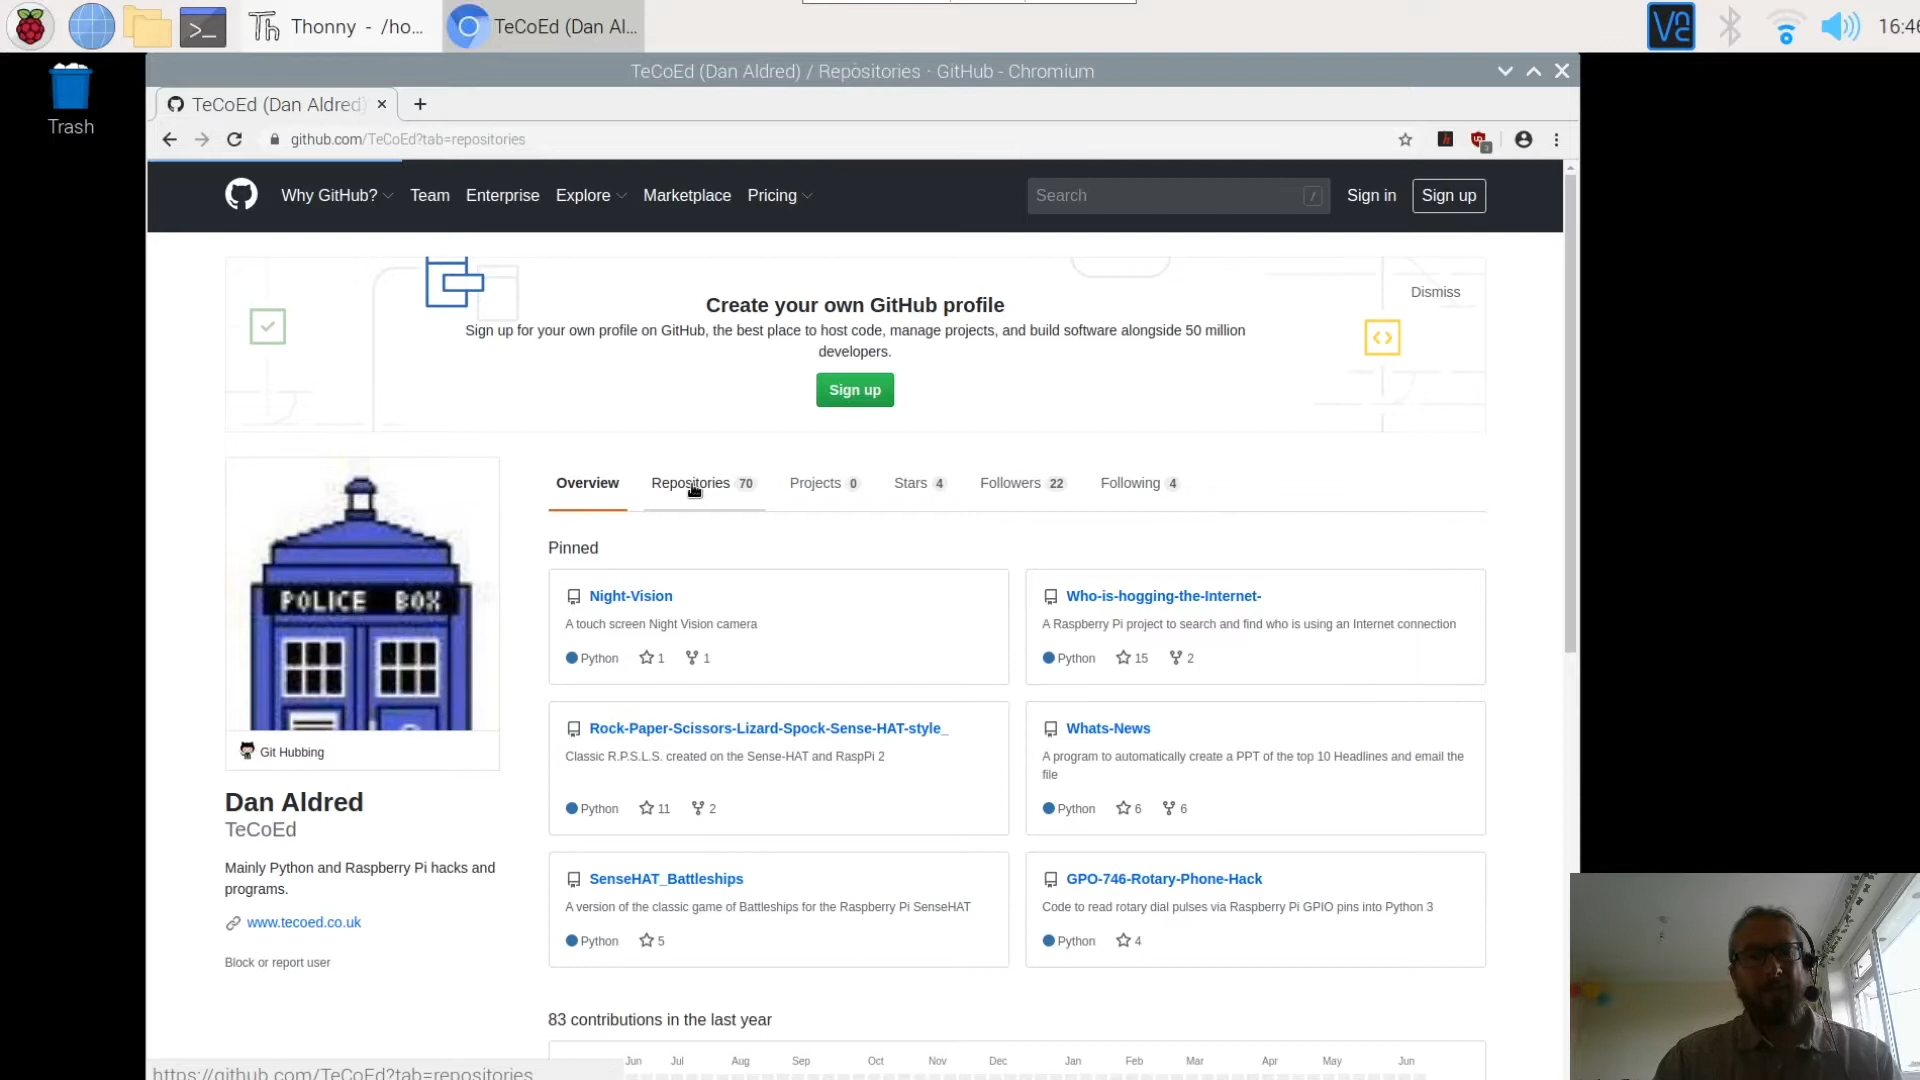 Thonny - /ho...
TeCoEd (Dan Al...
VNC
16:46
Trash
TeCoEd (Dan Aldred) / Repositories · GitHub - Chromium
TeCoEd (Dan Aldred)
github.com/TeCoEd?tab=repositories
Why GitHub?
Team
Enterprise
Explore
Marketplace
Pricing
Search /
Sign in
Sign up
Create your own GitHub profile
Dismiss
Sign up for your own profile on GitHub, the best place to host code, manage projects, and build software alongside 50 million
developers.
Sign up
Overview
Repositories 70
Projects 0
Stars 4
Followers 22
Following 4
POLICE BOX
Git Hubbing
Dan Aldred
TeCoEd
Mainly Python and Raspberry Pi hacks and
programs.
www.tecoed.co.uk
Block or report user
Pinned
Night-Vision
A touch screen Night Vision camera
Python 1 1
Who-is-hogging-the-Internet-
A Raspberry Pi project to search and find who is using an Internet connection
Python 15 2
Rock-Paper-Scissors-Lizard-Spock-Sense-HAT-style_
Classic R.P.S.L.S. created on the Sense-HAT and RaspPi 2
Python 11 2
Whats-News
A program to automatically create a PPT of the top 10 Headlines and email the
file
Python 6 6
SenseHAT_Battleships
A version of the classic game of Battleships for the Raspberry Pi SenseHAT
Python 5
GPO-746-Rotary-Phone-Hack
Code to read rotary dial pulses via Raspberry Pi GPIO pins into Python 3
Python 4
83 contributions in the last year
Jun Jul Aug Sep Oct Nov Dec Jan Feb Mar Apr May Jun
https://github.com/TeCoEd?tab=repositories